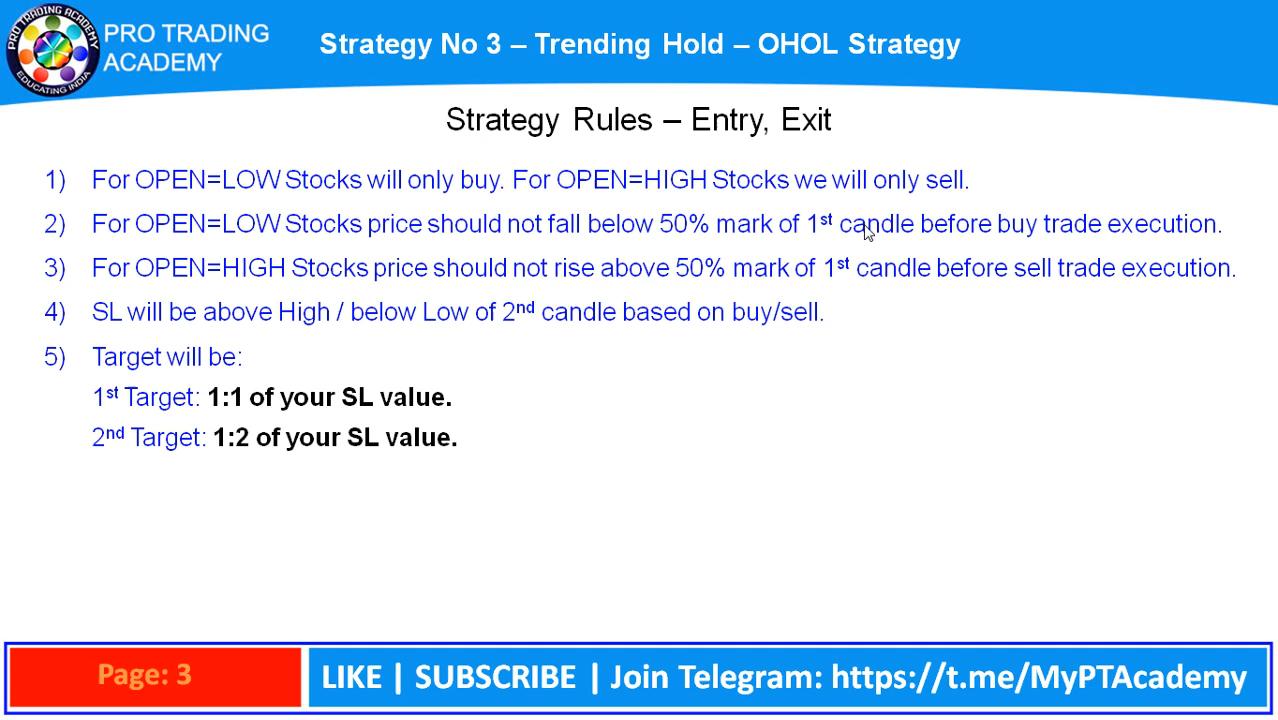 PRO TRADING ACADEMY
EDUCATING INDIA
PRO TRADING
ACADEMY
Strategy No 3 – Trending Hold – OHOL Strategy
Strategy Rules – Entry, Exit
1) For OPEN=LOW Stocks will only buy. For OPEN=HIGH Stocks we will only sell.
2) For OPEN=LOW Stocks price should not fall below 50% mark of 1st candle before buy trade execution.
3) For OPEN=HIGH Stocks price should not rise above 50% mark of 1st candle before sell trade execution.
4) SL will be above High / below Low of 2nd candle based on buy/sell.
5) Target will be:
1st Target: 1:1 of your SL value.
2nd Target: 1:2 of your SL value.
Page: 3
LIKE | SUBSCRIBE | Join Telegram: https://t.me/MyPTAcademy